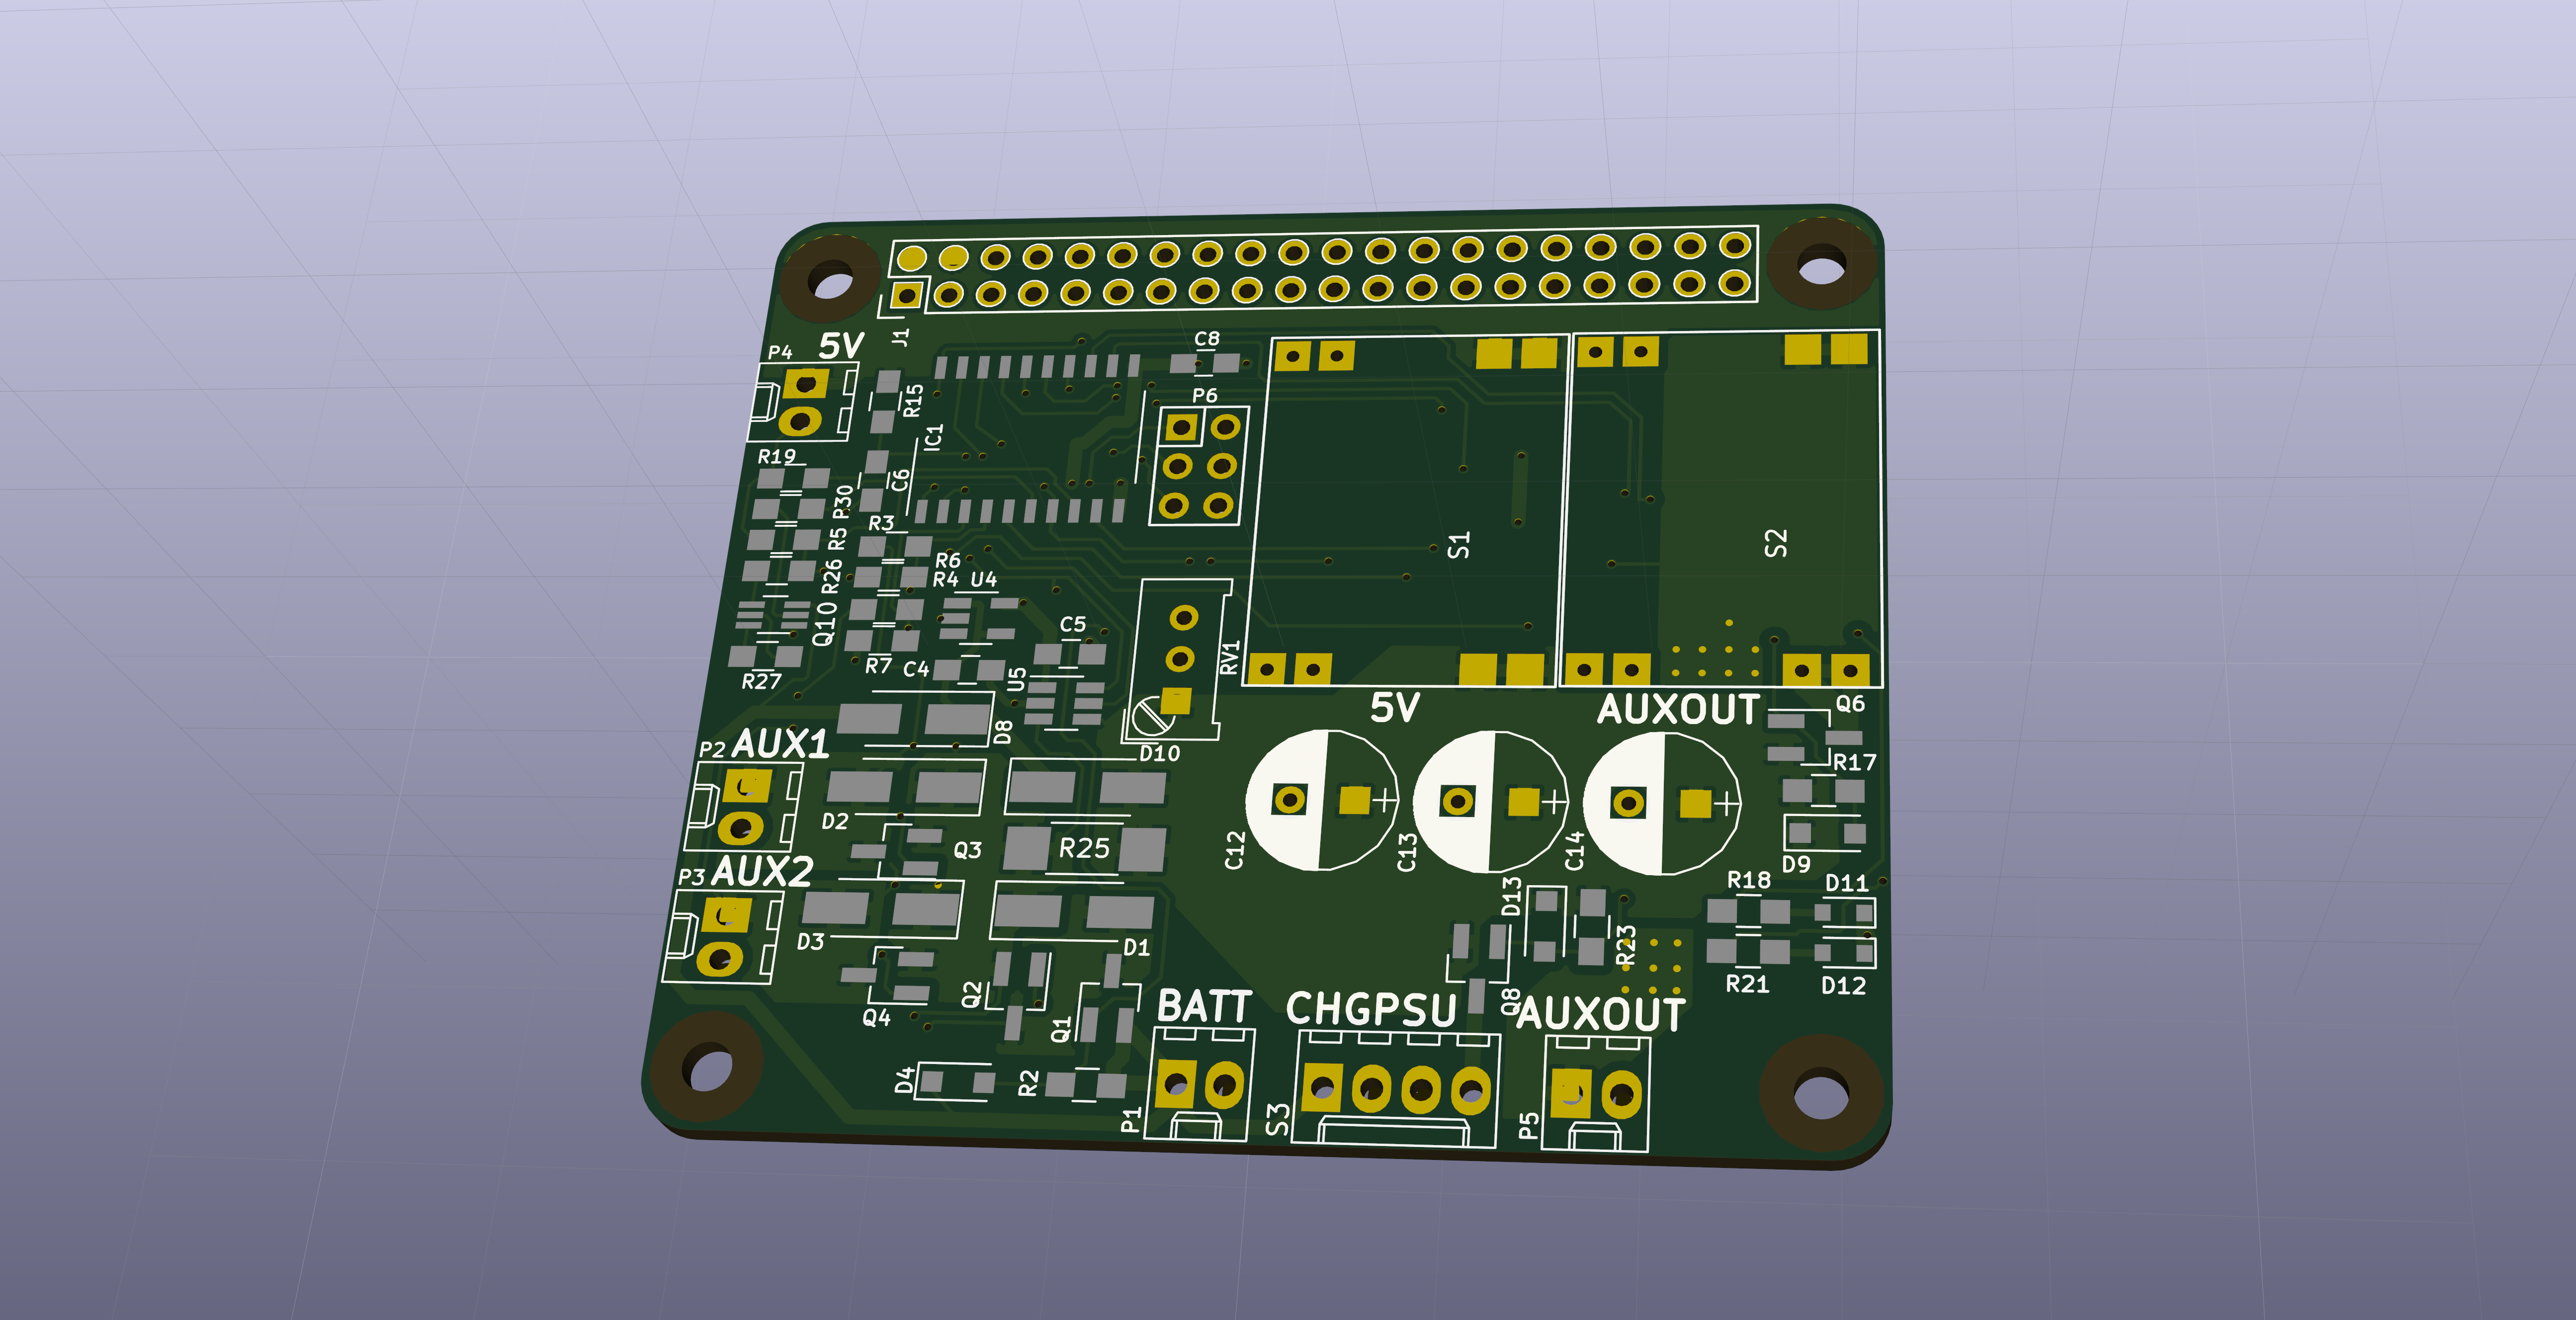 J1
5V
P4
C8
R15
P6
IC1
R19
C6
R30
R3
R5
S1
S2
R6
R26
R4
U4
Q10
C5
RV1
R7
C4
U5
R27
5V
AUXOUT
Q6
D8
AUX1
P2
D10
R17
D2
Q3
R25
C12
C13
C14
D9
AUX2
P3
R18
D11
D13
D3
D1
R23
R21
D12
Q2
Q8
Q4
Q1
BATT
CHGPSU
AUXOUT
D4
R2
P1
S3
P5